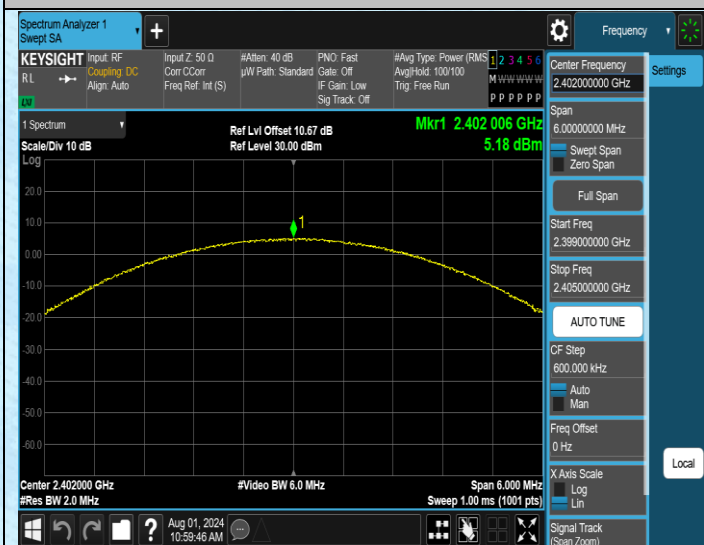 Spectrum Analyzer 1
Swept SA
+
Frequency
KEYSIGHT
RL
LXI
Input: RF
Coupling: DC
Align: Auto
Input Z: 50 Ω
Corr CCorr
Freq Ref: Int (S)
#Atten: 40 dB
µW Path: Standard
PNO: Fast
Gate: Off
IF Gain: Low
Sig Track: Off
#Avg Type: Power (RMS
Avg|Hold: 100/100
Trig: Free Run
1 2 3 4 5 6
M W W W W W
P P P P P P
1 Spectrum
Scale/Div 10 dB
Log
Ref Lvl Offset 10.67 dB
Ref Level 30.00 dBm
Mkr1 2.402 006 GHz
5.18 dBm
1
20.0
10.0
0.00
-10.0
-20.0
-30.0
-40.0
-50.0
-60.0
Center 2.402000 GHz
#Res BW 2.0 MHz
#Video BW 6.0 MHz
Span 6.000 MHz
Sweep 1.00 ms (1001 pts)
Aug 01, 2024
10:59:46 AM
?
Center Frequency
2.402000000 GHz
Settings
Span
6.00000000 MHz
Swept Span
Zero Span
Full Span
Start Freq
2.399000000 GHz
Stop Freq
2.405000000 GHz
AUTO TUNE
CF Step
600.000 kHz
Auto
Man
Freq Offset
0 Hz
X Axis Scale
Log
Lin
Local
Signal Track
(Span Zoom)